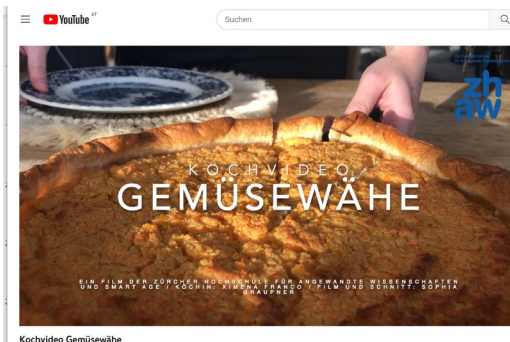 YouTube AT
Suchen
zh
aw
KOCHVIDEO
GEMÜSEWÄHE
EIN FILM DER ZÜRCHER HOCHSCHULE FÜR ANGEWANDTE WISSENSCHAFTEN
UND SMART AGE / KÖCHIN: XIMENA FRANCO / FILM UND SCHNITT: SOPHIA
GRAUPNER
Kochvideo Gemüsewähe